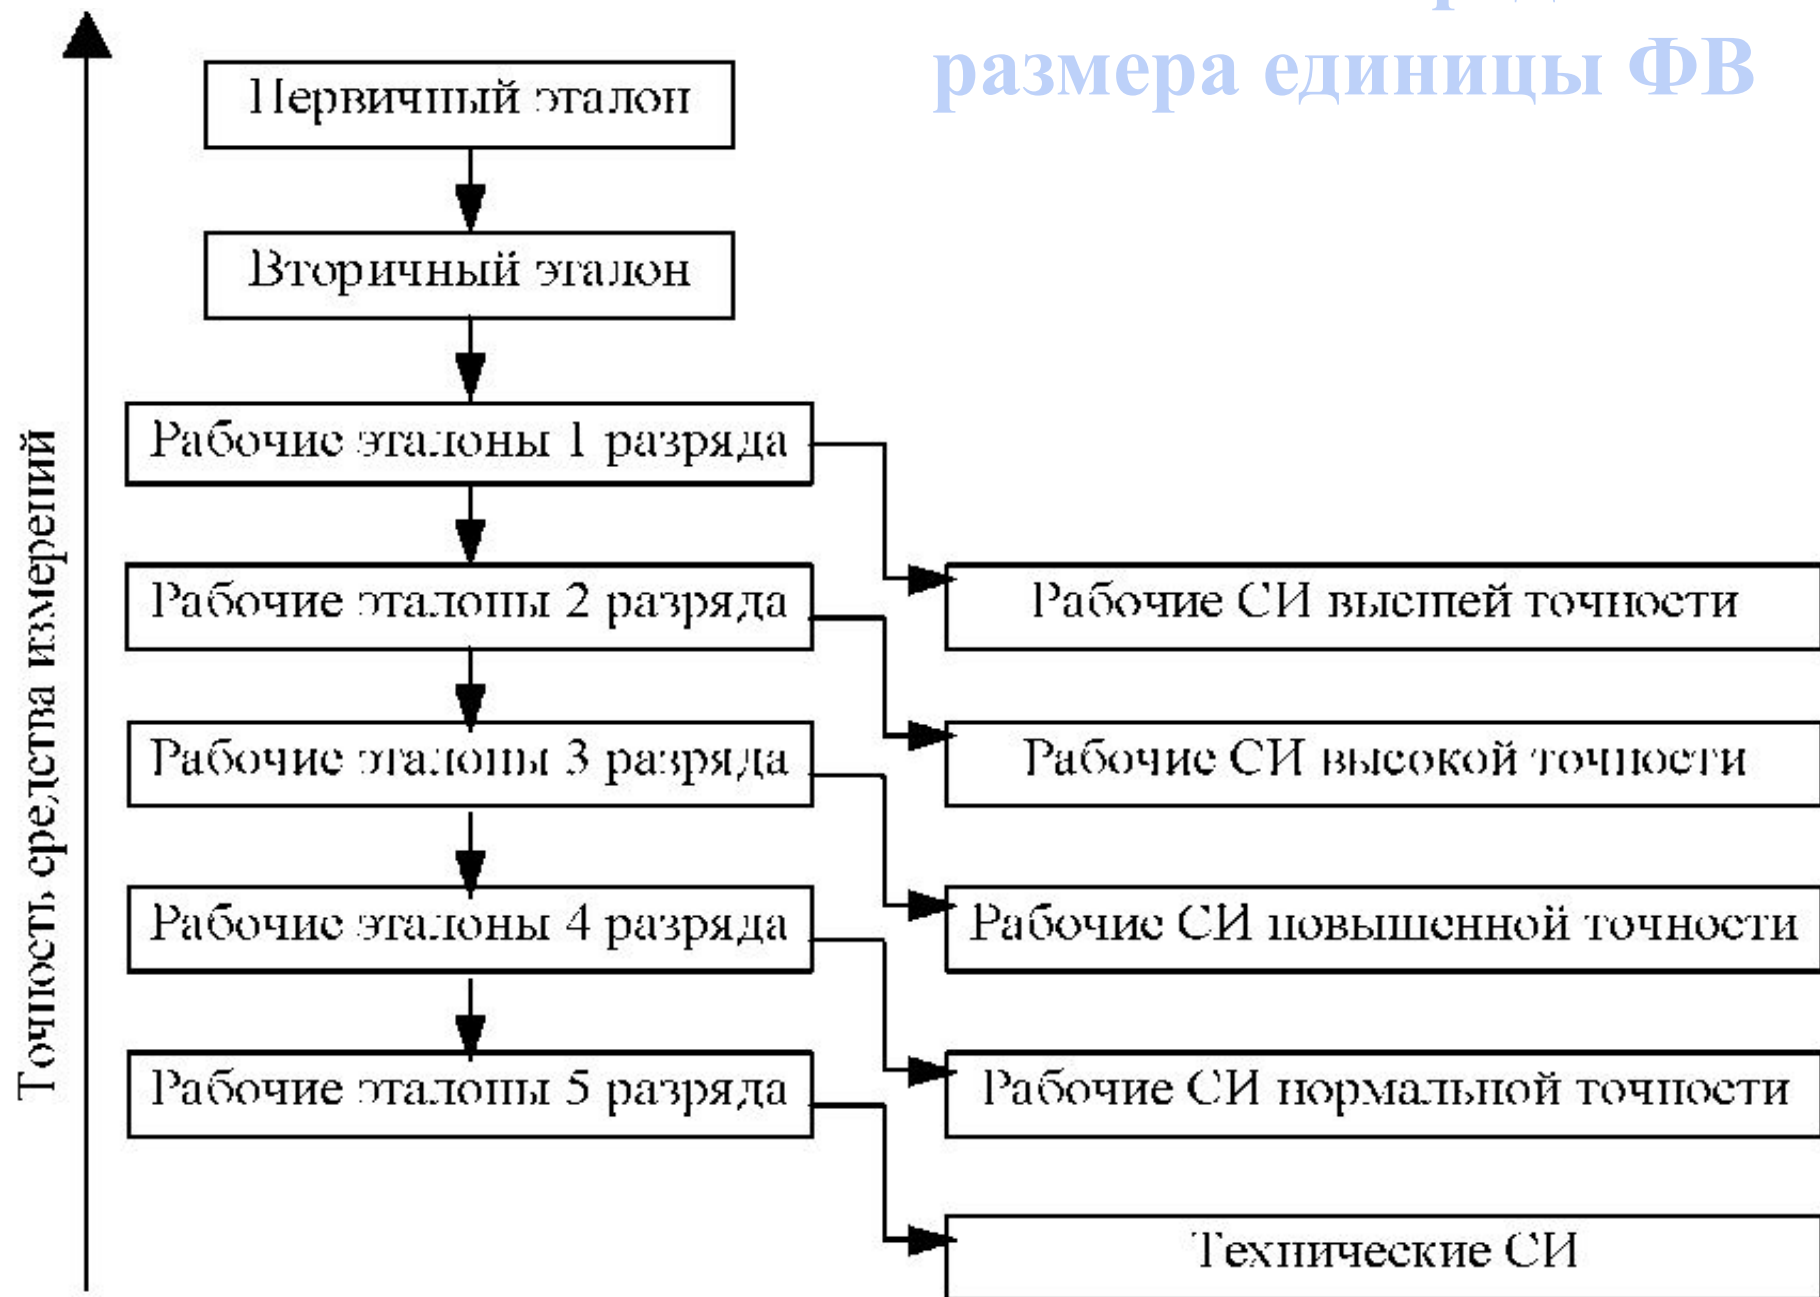 размера единицы ФВ
Первичный эталон
Вторичный эталон
Рабочие эталоны 1 разряда
Рабочие эталоны 2 разряда
Рабочие СИ высшей точности
Рабочие эталоны 3 разряда
Рабочие СИ высокой точности
Рабочие эталоны 4 разряда
Рабочие СИ повышенной точности
Рабочие эталоны 5 разряда
Рабочие СИ нормальной точности
Технические СИ
Точность средства измерений